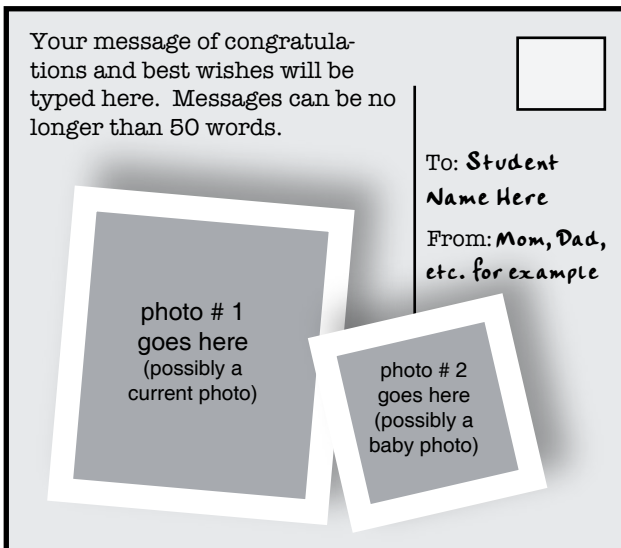 Your message of congratula-
tions and best wishes will be
typed here.  Messages can be no
longer than 50 words.
To: Student
Name Here
From: Mom, Dad,
etc. for example
photo # 1
goes here
(possibly a
current photo)
photo # 2
goes here
(possibly a
baby photo)